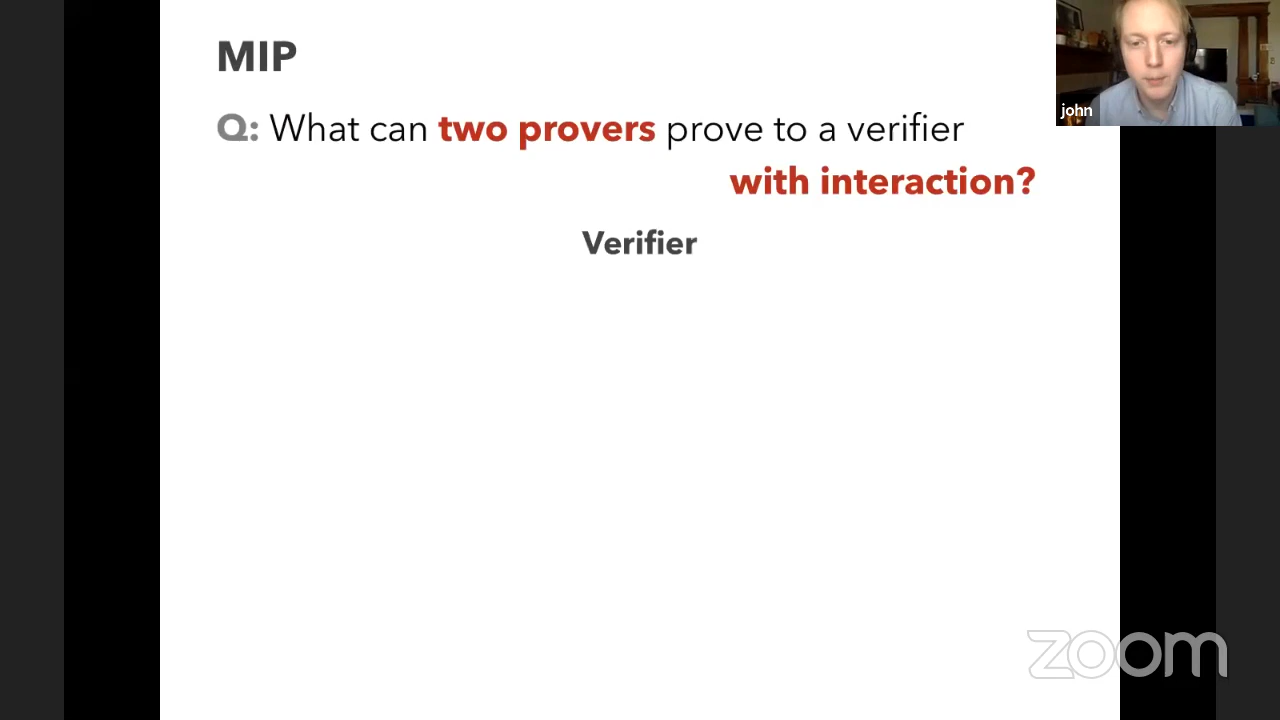 MIP
john
Q: What can two provers prove to a verifier
with interaction?
Verifier
zoom